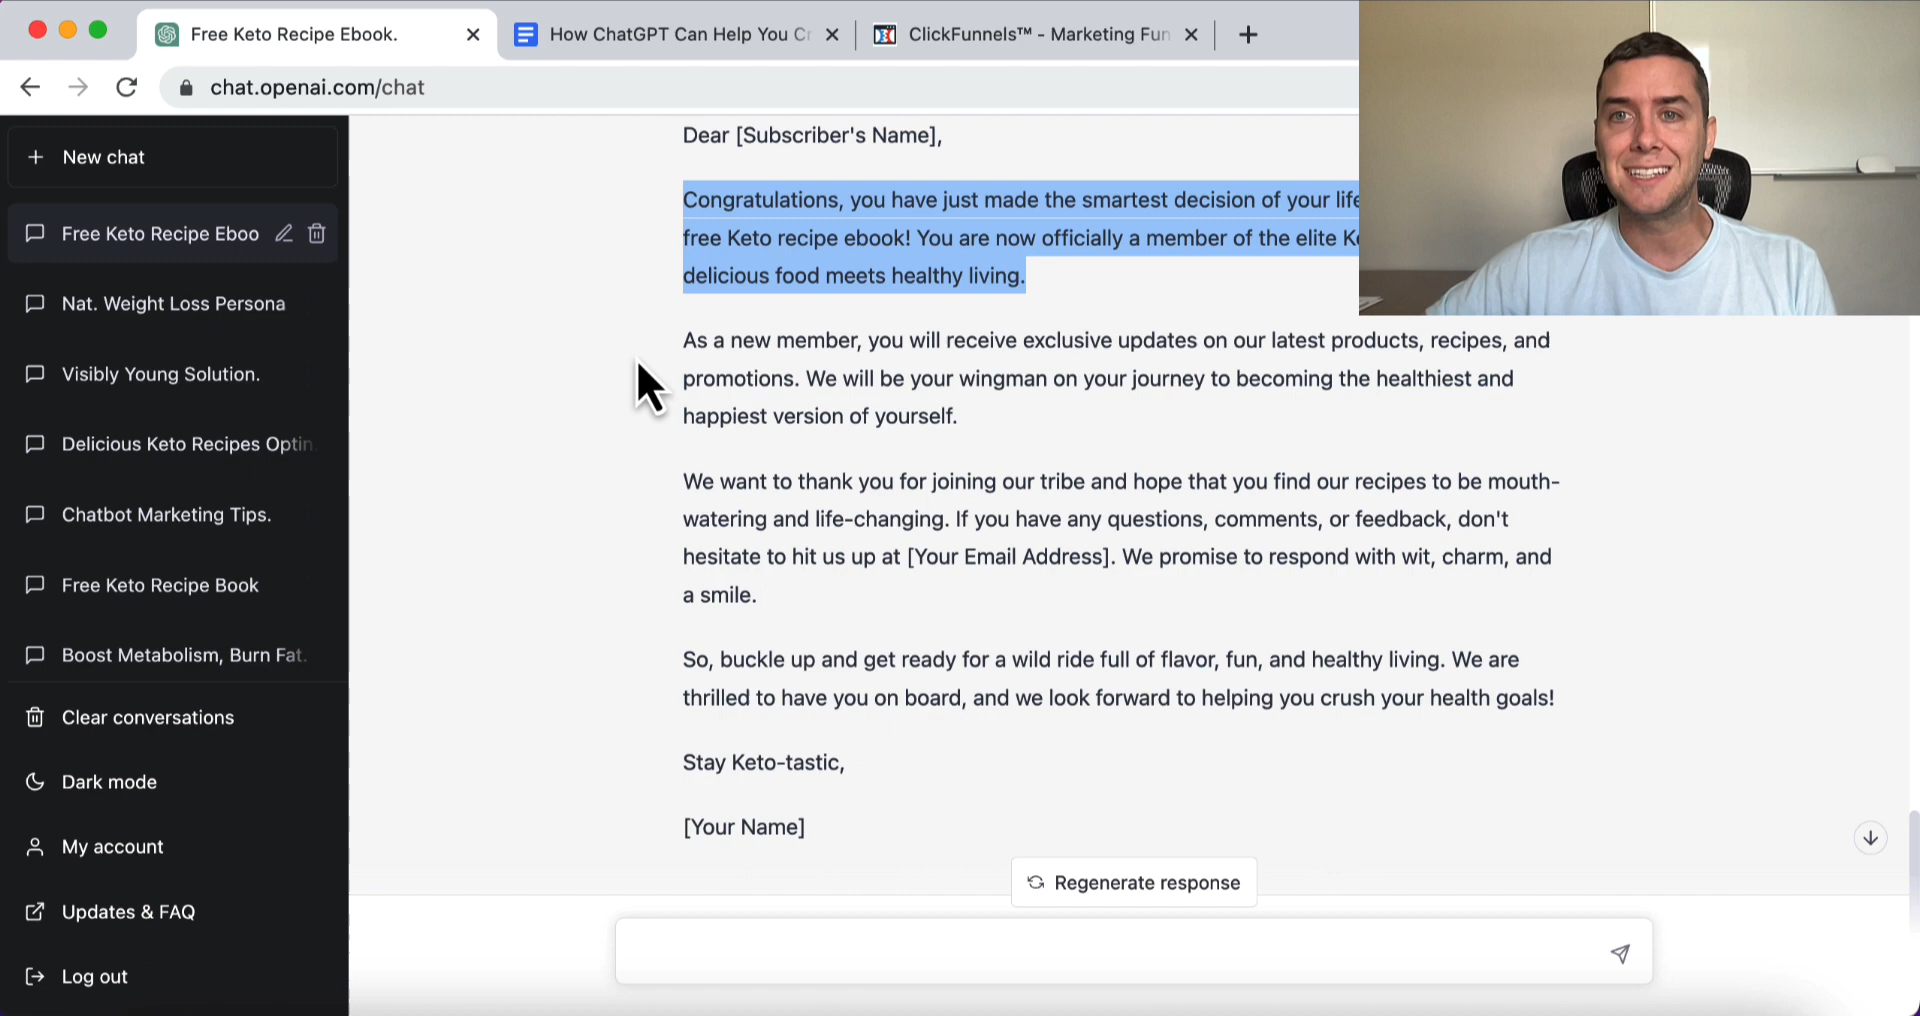 Free Keto Recipe Ebook.
How ChatGPT Can Help You Cr
ClickFunnels™ - Marketing Fun
chat.openai.com/chat
New chat
Free Keto Recipe Eboo
Nat. Weight Loss Persona
Visibly Young Solution.
Delicious Keto Recipes Optin
Chatbot Marketing Tips.
Free Keto Recipe Book
Boost Metabolism, Burn Fat.
Clear conversations
Dark mode
My account
Updates & FAQ
Log out
Dear [Subscriber's Name],
Congratulations, you have just made the smartest decision of your life
free Keto recipe ebook! You are now officially a member of the elite Ke
delicious food meets healthy living.
As a new member, you will receive exclusive updates on our latest products, recipes, and
promotions. We will be your wingman on your journey to becoming the healthiest and
happiest version of yourself.
We want to thank you for joining our tribe and hope that you find our recipes to be mouth-
watering and life-changing. If you have any questions, comments, or feedback, don't
hesitate to hit us up at [Your Email Address]. We promise to respond with wit, charm, and
a smile.
So, buckle up and get ready for a wild ride full of flavor, fun, and healthy living. We are
thrilled to have you on board, and we look forward to helping you crush your health goals!
Stay Keto-tastic,
[Your Name]
Regenerate response